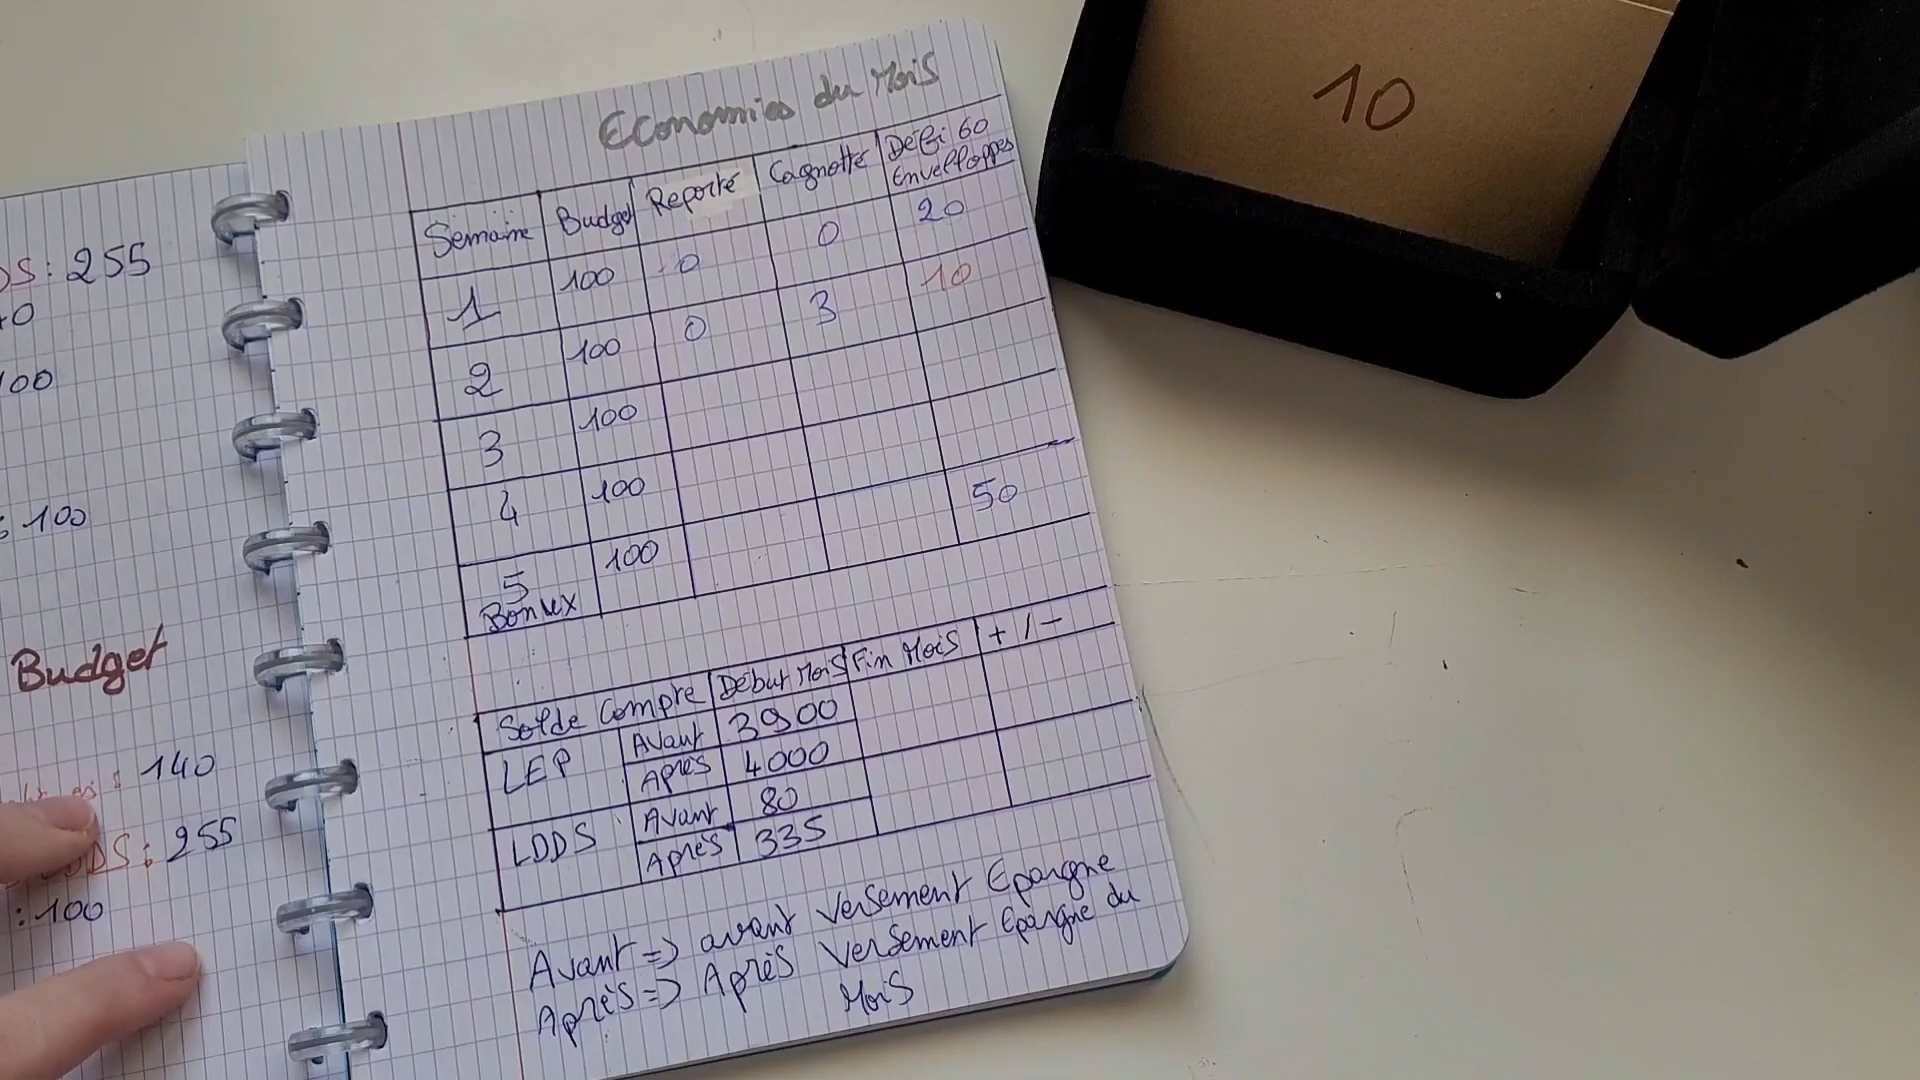 DS: 255
100
: 100
Budget
: 140
DDS: 255
: 100
Economies du Mois
Semaine Budget Reporté Cagnotte Défi 60 Enveloppes
1 100 0 0 20
2 100 0 3 10
3 100
4 100
5 Bonux 100 50
Solde Compte Début Mois Fin Mois + / -
LEP Avant 3900
Après 4000
LDDS Avant 80
Après 335
Avant => avant Versement Epargne
Après => Après Versement Epargne du
Mois
10